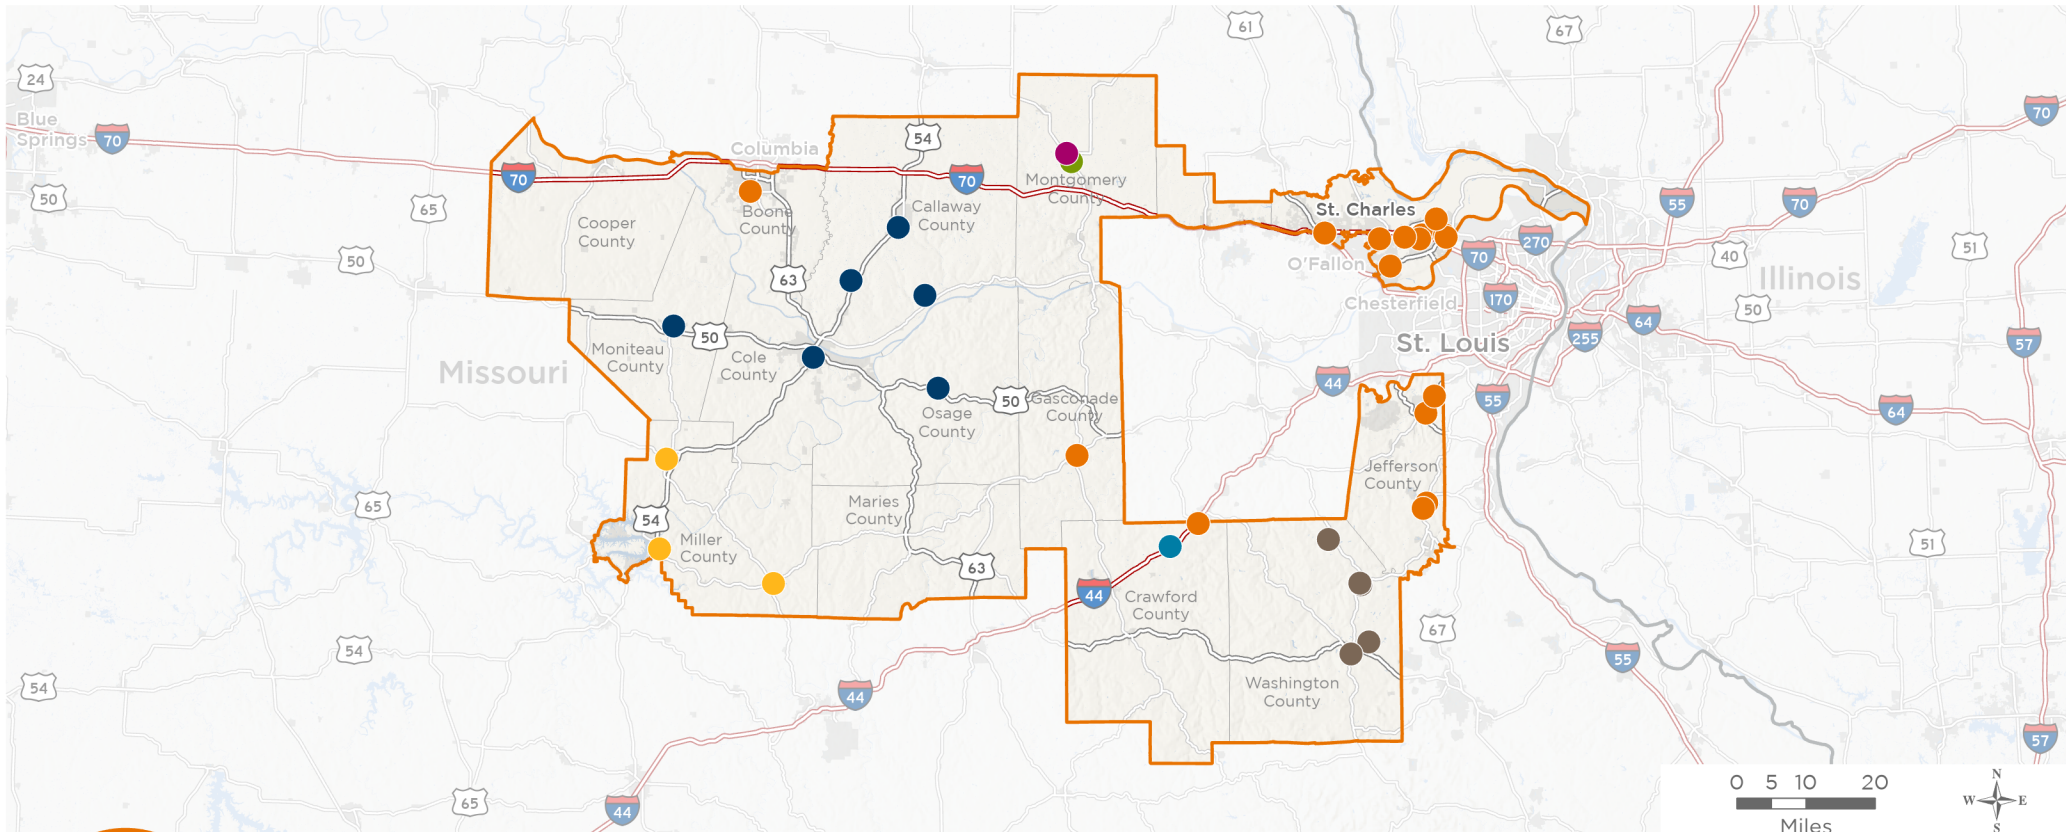 61
67
24
Blue
Springs
70
70
54
Columbia
70
70
Montgomery
County
50
65
Boone
County
Callaway
County
Cooper
County
St. Charles
55
70
270
70
40
51
50
63
O'Fallon
Illinois
Chesterfield
170
50
64
50
Moniteau
County
Cole
County
Missouri
St. Louis
255
57
44
55
50
Gasconade
County
Osage
County
64
Jefferson
County
65
54
Maries
County
Miller
County
63
51
44
Crawford
County
67
54
55
54
44
Washington
County
57
65
44
0 5 10 20
Miles
N
W E
S